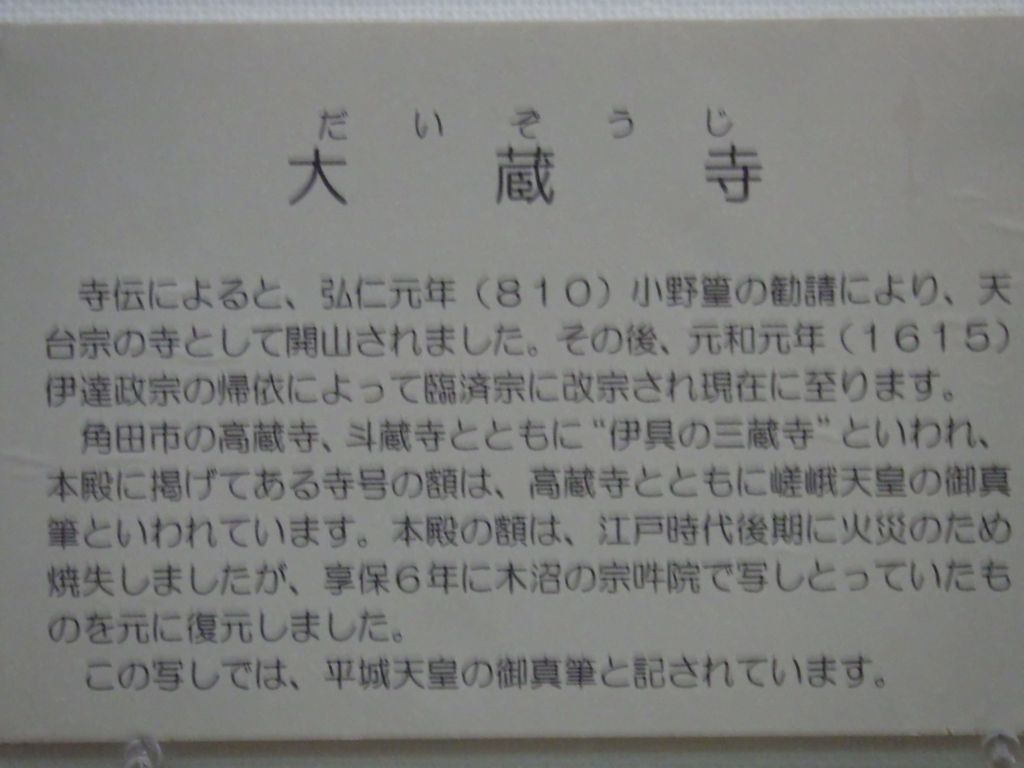 だいぞうじ
大蔵寺
寺伝によると、弘仁元年（８１０）小野篁の勧請により、天
台宗の寺として開山されました。その後、元和元年（１６１５）
伊達政宗の帰依によって臨済宗に改宗され現在に至ります。
角田市の高蔵寺、斗蔵寺とともに“伊具の三蔵寺”といわれ、
本殿に掲げてある寺号の額は、高蔵寺とともに嵯峨天皇の御真
筆といわれています。本殿の額は、江戸時代後期に火災のため
焼失しましたが、享保６年に木沼の宗吽院で写しとっていたも
のを元に復元しました。
この写しでは、平城天皇の御真筆と記されています。